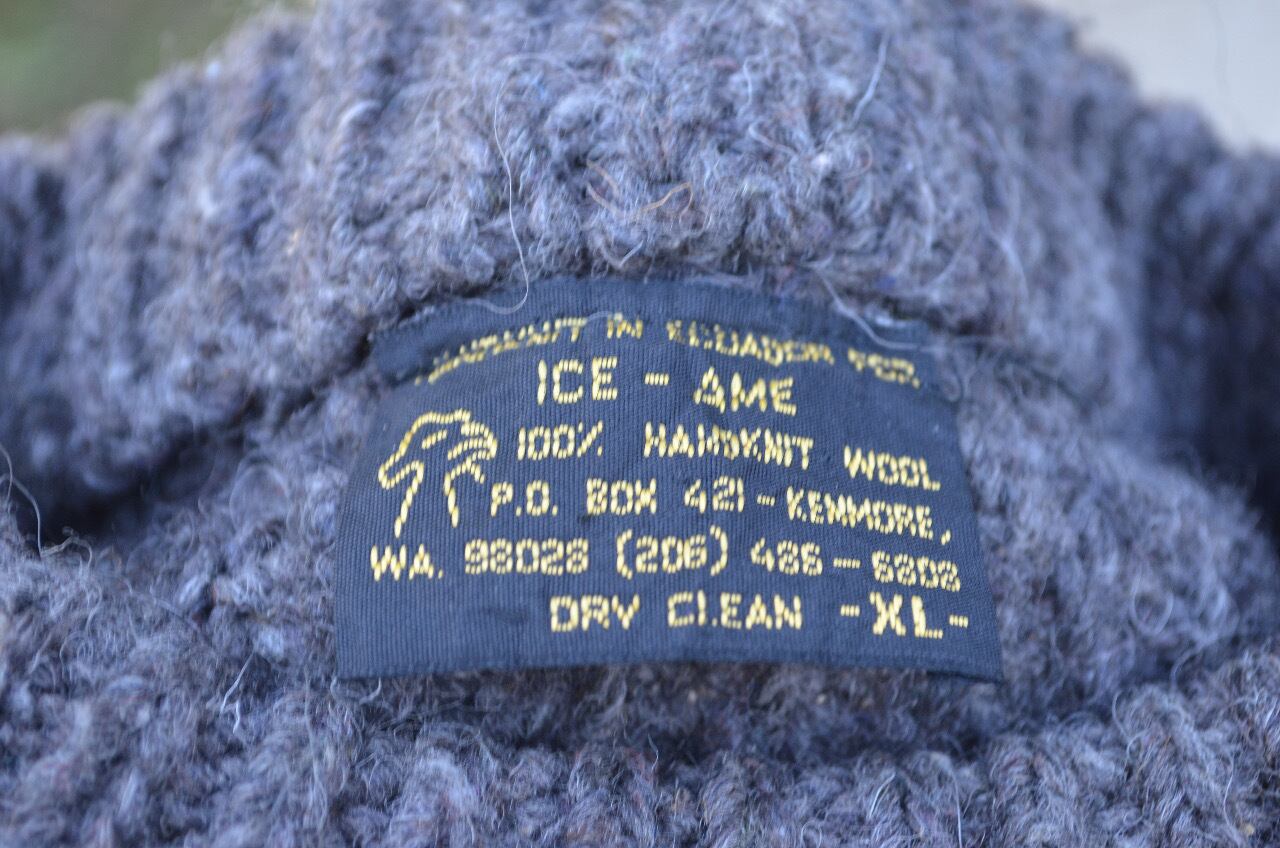 HANDKNIT IN ECUADOR FOR.
ICE - AME
100% HANDKNIT WOOL
P.O. BOX 421 - KENMORE,
WA. 98028 (206) 486 - 6808
DRY CLEAN -XL-